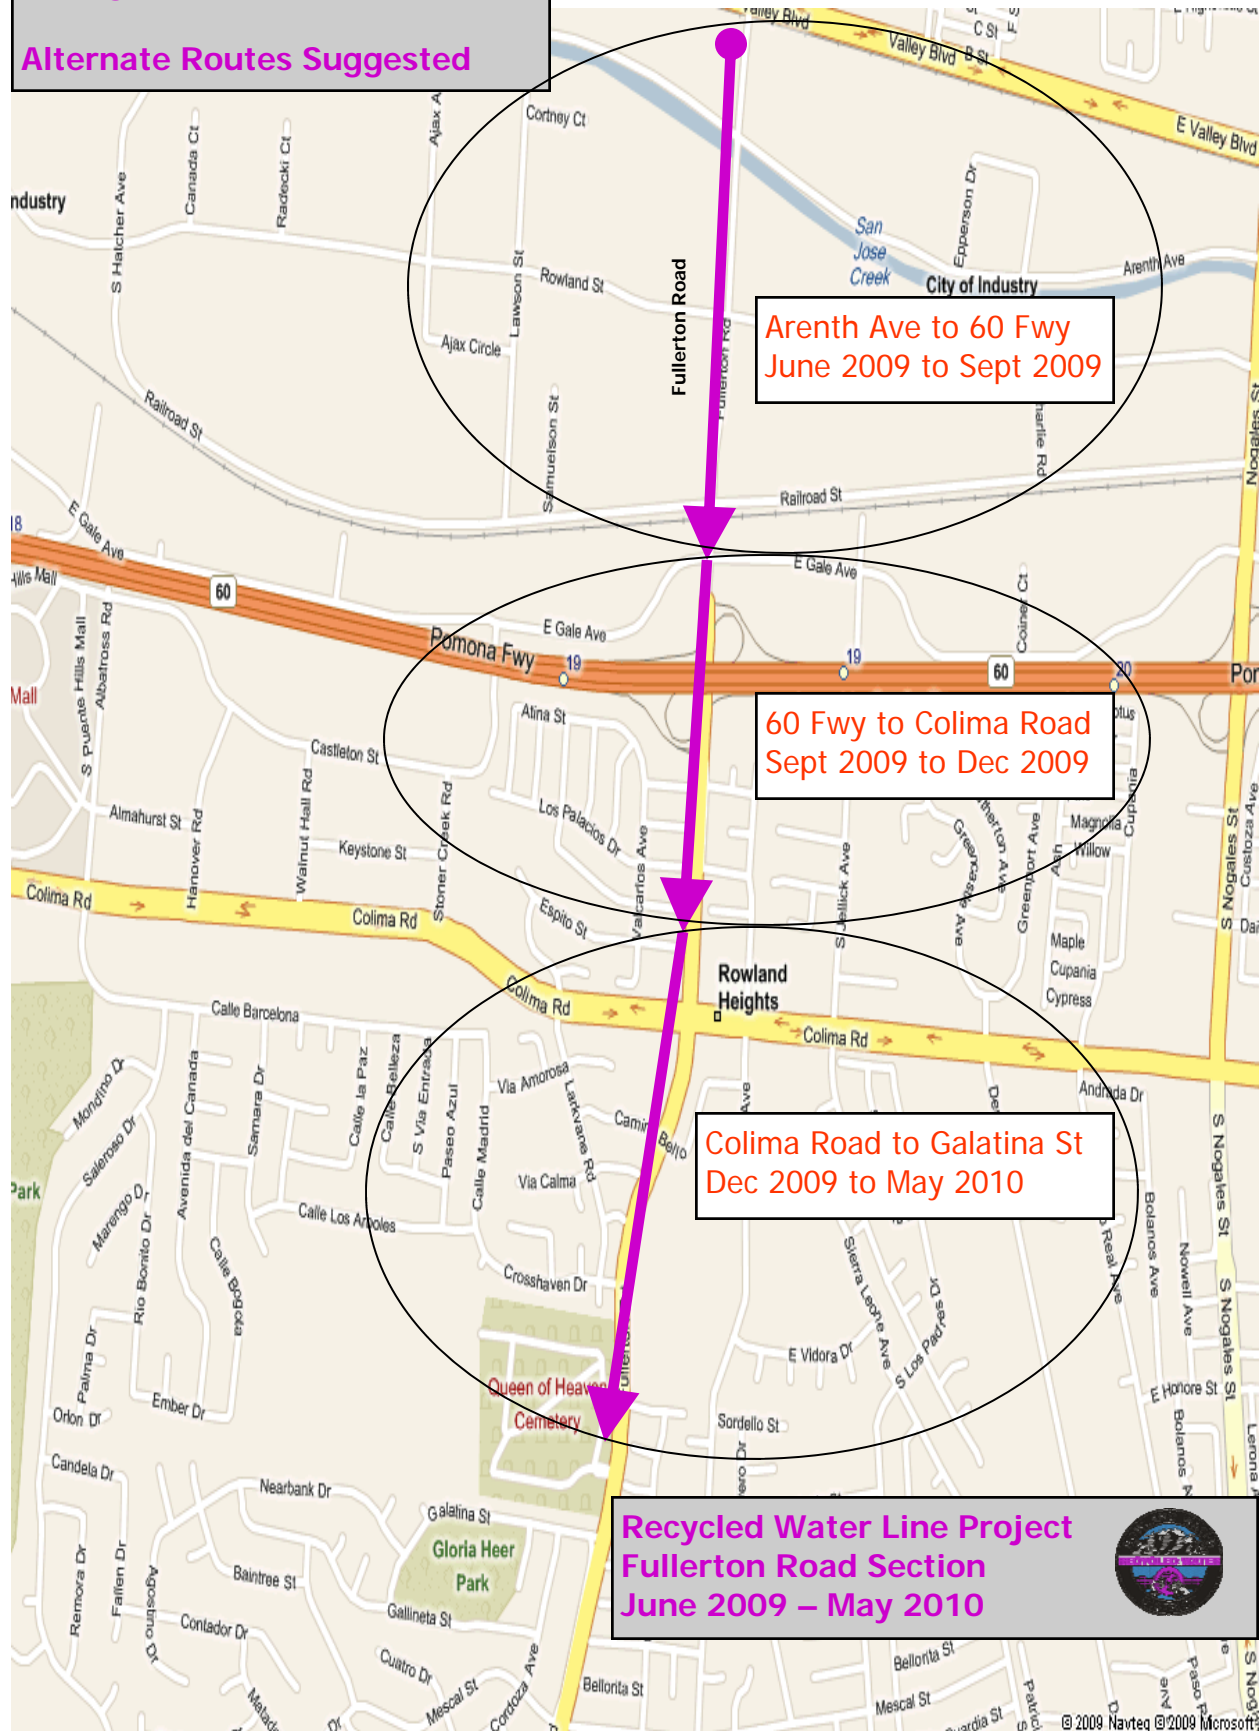 Alternate Routes Suggested
Valley Blvd
C St
Valley Blvd
B St
E Valley Blvd
Cortney Ct
Canada Ct
Radecki Ct
S Hatcher Ave
Lawson St
Rowland St
Ajax Circle
Samuelson St
Railroad St
Fullerton Road
Fullerton Rd
San
Jose
Creek
Epperson Dr
City of Industry
Arenth Ave
Arenth Ave to 60 Fwy
June 2009 to Sept 2009
Nogales St
Railroad St
E Gale Ave
60
E Gale Ave
E Gale Ave
Coiner Ct
Pomona Fwy
19
19
60
20
Hills Mall
S Puente Hills Mall
Albatross Rd
Mall
Atina St
60 Fwy to Colima Road
Sept 2009 to Dec 2009
Castleton St
Almahurst St
Hanover Rd
Walnut Hall Rd
Keystone St
Stoner Creek Rd
Los Palacios Dr
Valcarlos Ave
Espito St
S Jellick Ave
Greencastle Ave
Greenport Ave
Ash
Magnolia
Willow
Cupania
S Nogales St
Custoza Ave
Maple
Cupania
Cypress
Colima Rd
Colima Rd
Colima Rd
Rowland
Heights
Colima Rd
Calle Barcelona
Mondino Dr
Saleroso Dr
Marengo Dr
Avenida del Canada
Samara Dr
Calle la Paz
Calle Belleza
S Via Entrada
Paseo Azul
Calle Madrid
Via Amorosa
Larkvane Rd
Via Calma
Andrada Dr
S Nogales St
Colima Road to Galatina St
Dec 2009 to May 2010
Park
Rio Bonito Dr
Calle Los Arboles
Calle Bogota
Crosshaven Dr
Sierra Leone Ave
S Los Padres Dr
Bolanos Ave
Nowell Ave
S Nogales St
E Vidora Dr
E Honore St
Palma Dr
Orlon Dr
Ember Dr
Queen of Heaven
Cemetery
Sordello St
Bolanos
Candela Dr
Nearbank Dr
Galatina St
Gloria Heer
Park
Remora Dr
Fallen Dr
Agostino Dr
Baintree St
Contador Dr
Gallineta St
Cuatro Dr
Mescal St
Cordoza Ave
Bellorita St
Recycled Water Line Project
Fullerton Road Section
June 2009 – May 2010
Bellorita St
Mescal St
© 2009 Navteq © 2009 Microsoft